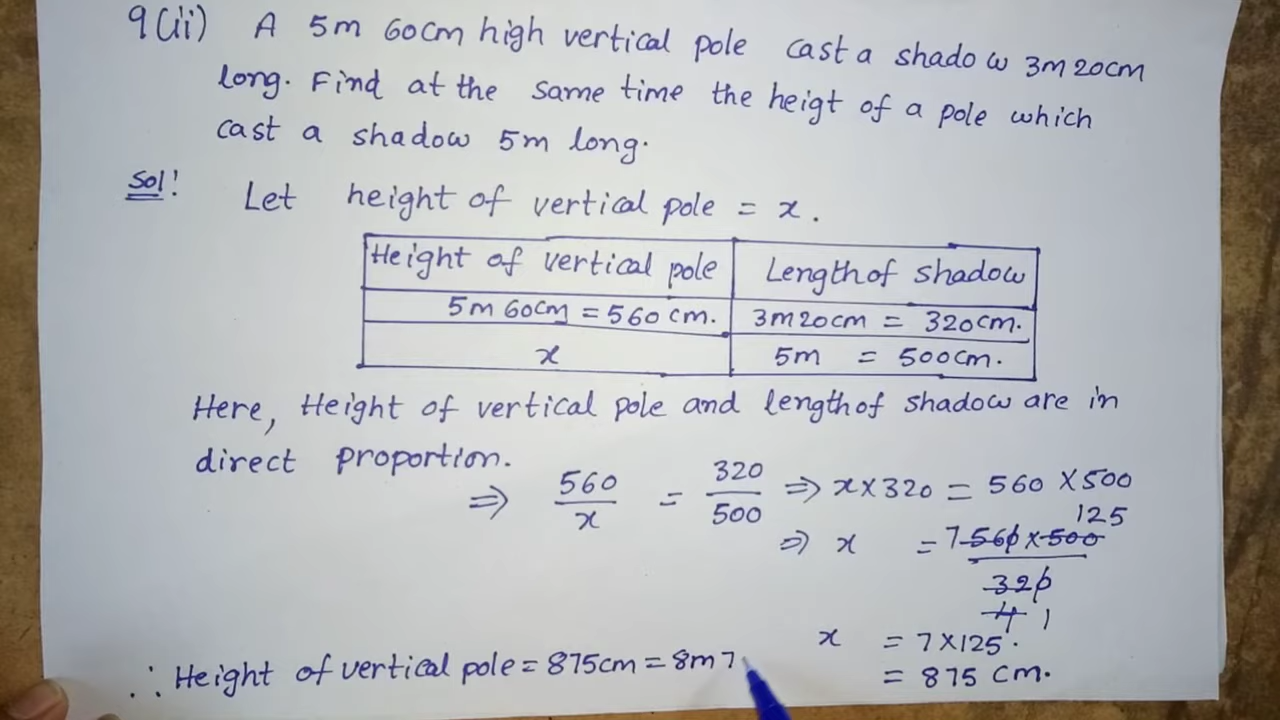 9(ii) A 5m 60cm high vertical pole cast a shadow 3m 20cm
long. Find at the same time the heigt of a pole which
cast a shadow 5m long.
Sol! Let height of vertical pole = x.
Height of vertical pole Length of shadow
5m 60cm = 560 cm. 3m 20cm = 320cm.
x 5m = 500cm.
Here, Height of vertical pole and length of shadow are in
direct proportion.
⇒ 560/x = 320/500 ⇒ x × 320 = 560 × 500
125
⇒ x = 7 560 × 500
320
4 1
x = 7 × 125.
= 875 cm.
∴ Height of vertical pole = 875cm = 8m 7